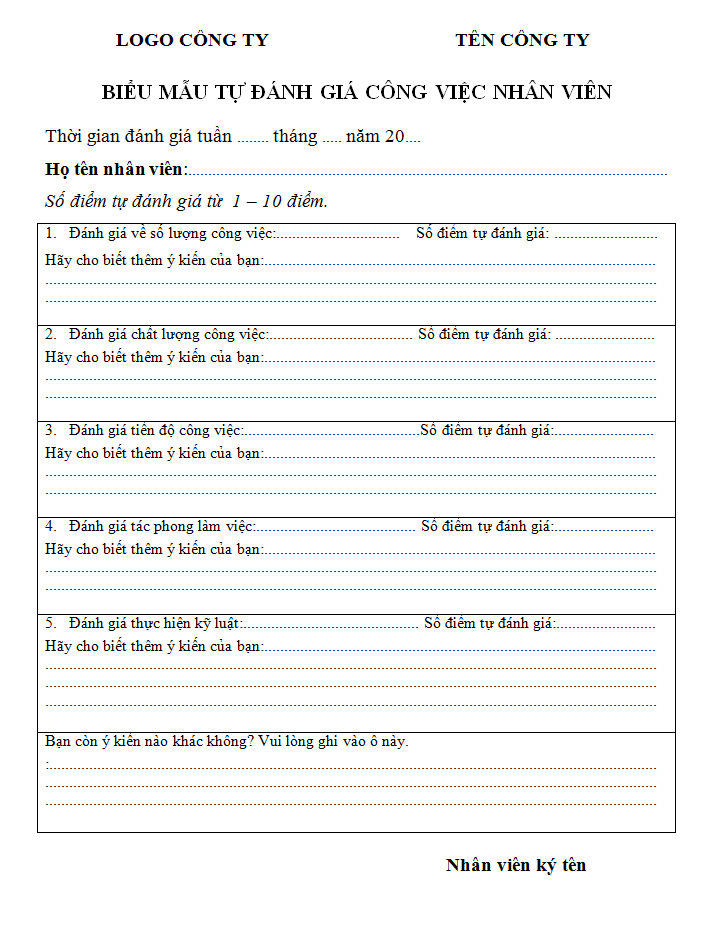 LOGO CÔNG TY TÊN CÔNG TY
BIỂU MẪU TỰ ĐÁNH GIÁ CÔNG VIỆC NHÂN VIÊN
Thời gian đánh giá tuần ........ tháng ..... năm 20....
Họ tên nhân viên:................................................................................
Số điểm tự đánh giá từ 1 – 10 điểm.
1. Đánh giá về số lượng công việc:............................... Số điểm tự đánh giá: ..........................
Hãy cho biết thêm ý kiến của bạn:..................................................................................................
..........................................................................................................................................................
..........................................................................................................................................................
2. Đánh giá chất lượng công việc:.................................... Số điểm tự đánh giá: .........................
Hãy cho biết thêm ý kiến của bạn:..................................................................................................
..........................................................................................................................................................
..........................................................................................................................................................
3. Đánh giá tiến độ công việc:............................................Số điểm tự đánh giá:.........................
Hãy cho biết thêm ý kiến của bạn:..................................................................................................
..........................................................................................................................................................
..........................................................................................................................................................
4. Đánh giá tác phong làm việc:........................................ Số điểm tự đánh giá:.........................
Hãy cho biết thêm ý kiến của bạn:..................................................................................................
..........................................................................................................................................................
..........................................................................................................................................................
5. Đánh giá thực hiện kỹ luật:............................................ Số điểm tự đánh giá:.........................
Hãy cho biết thêm ý kiến của bạn:..................................................................................................
..........................................................................................................................................................
..........................................................................................................................................................
..........................................................................................................................................................
Bạn còn ý kiến nào khác không? Vui lòng ghi vào ô này.
:.........................................................................................................................................................
..........................................................................................................................................................
..........................................................................................................................................................
Nhân viên ký tên